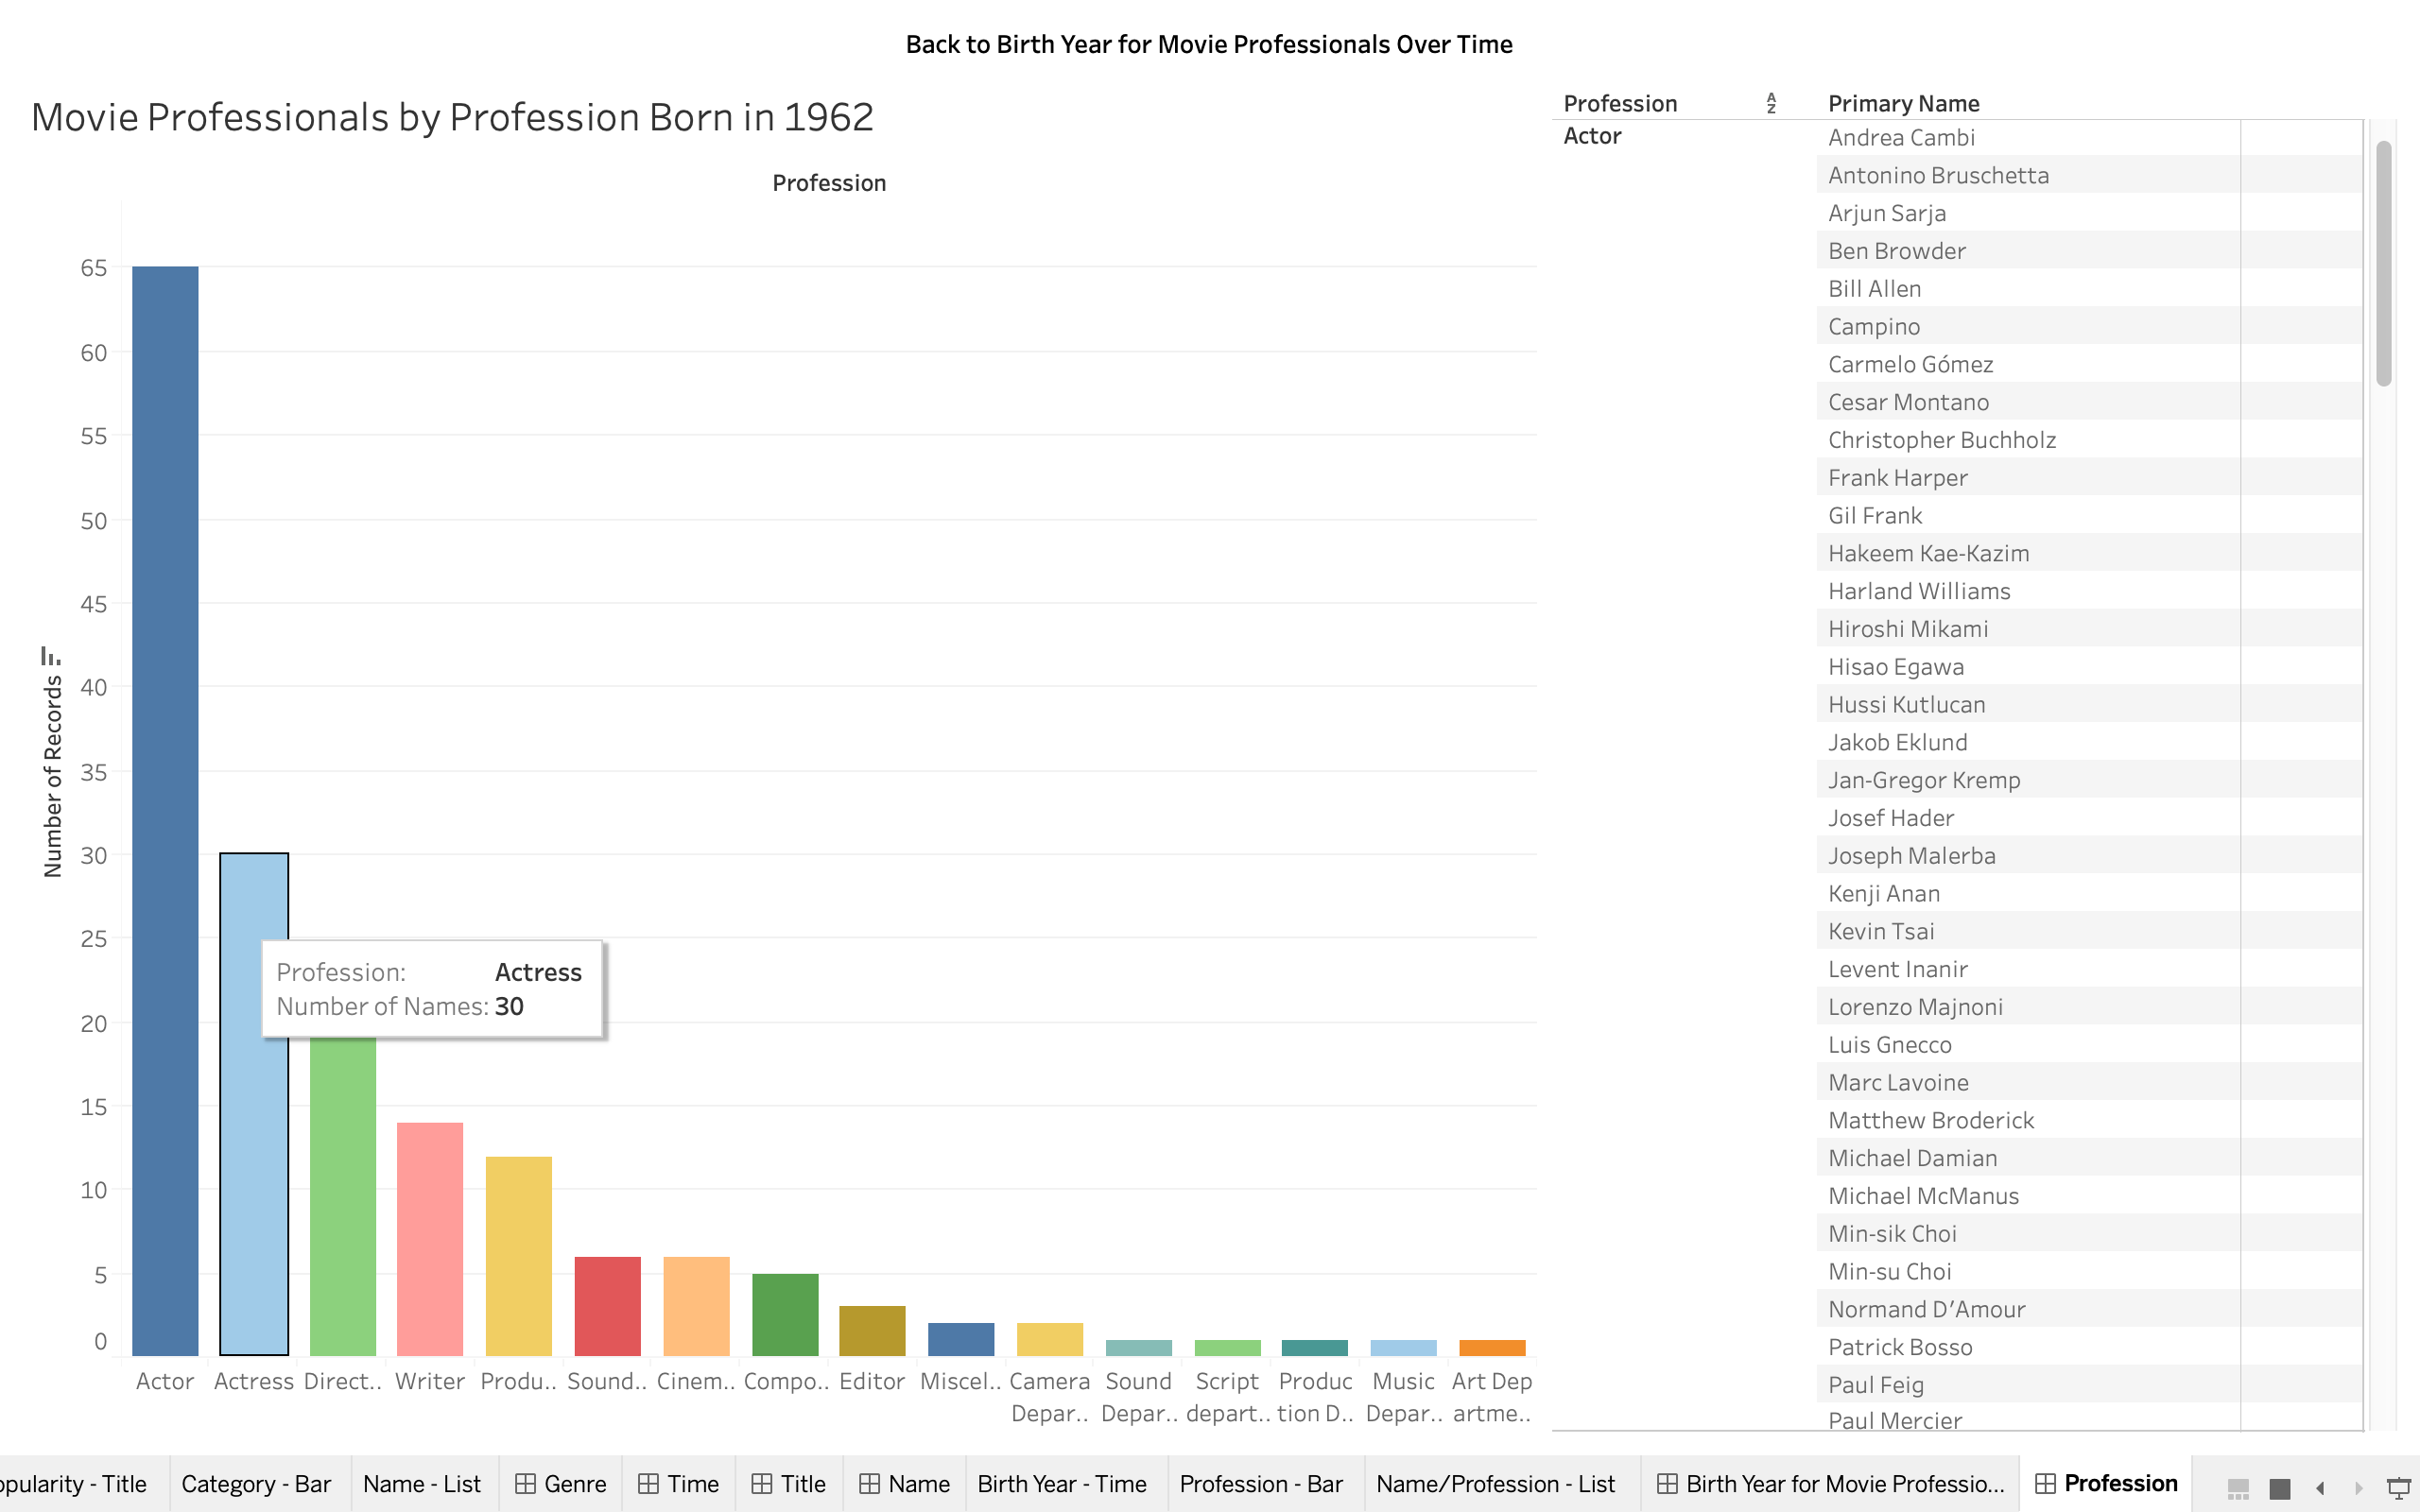 Back to Birth Year for Movie Professionals Over Time
Movie Professionals by Profession Born in 1962
Profession
65
60
55
50
45
40
35
30
25
20
15
10
5
0
Number of Records
Profession: Actress
Number of Names: 30
Actor Actress Direct.. Writer Produ.. Sound.. Cinem.. Compo.. Editor Miscel.. Camera Depar.. Sound Depar.. Script depart.. Produc tion D.. Music Depar.. Art Dep artme..
Profession AZ Primary Name
Actor Andrea Cambi
Antonino Bruschetta
Arjun Sarja
Ben Browder
Bill Allen
Campino
Carmelo Gómez
Cesar Montano
Christopher Buchholz
Frank Harper
Gil Frank
Hakeem Kae-Kazim
Harland Williams
Hiroshi Mikami
Hisao Egawa
Hussi Kutlucan
Jakob Eklund
Jan-Gregor Kremp
Josef Hader
Joseph Malerba
Kenji Anan
Kevin Tsai
Levent Inanir
Lorenzo Majnoni
Luis Gnecco
Marc Lavoine
Matthew Broderick
Michael Damian
Michael McManus
Min-sik Choi
Min-su Choi
Normand D'Amour
Patrick Bosso
Paul Feig
Paul Mercier
opularity - Title Category - Bar Name - List Genre Time Title Name Birth Year - Time Profession - Bar Name/Profession - List Birth Year for Movie Professio... Profession